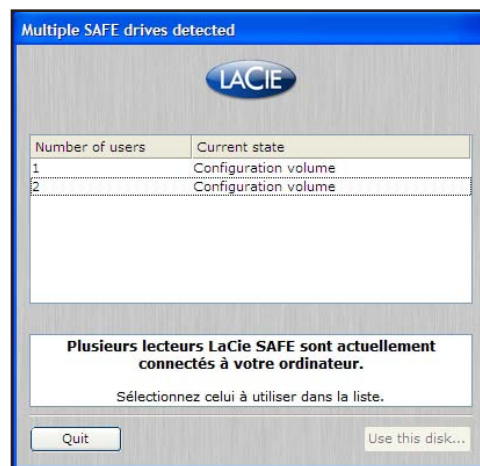 Multiple SAFE drives detected
LACIE
Number of users Current state
1 Configuration volume
2 Configuration volume
Plusieurs lecteurs LaCie SAFE sont actuellement
connectés à votre ordinateur.
Sélectionnez celui à utiliser dans la liste.
Quit Use this disk...